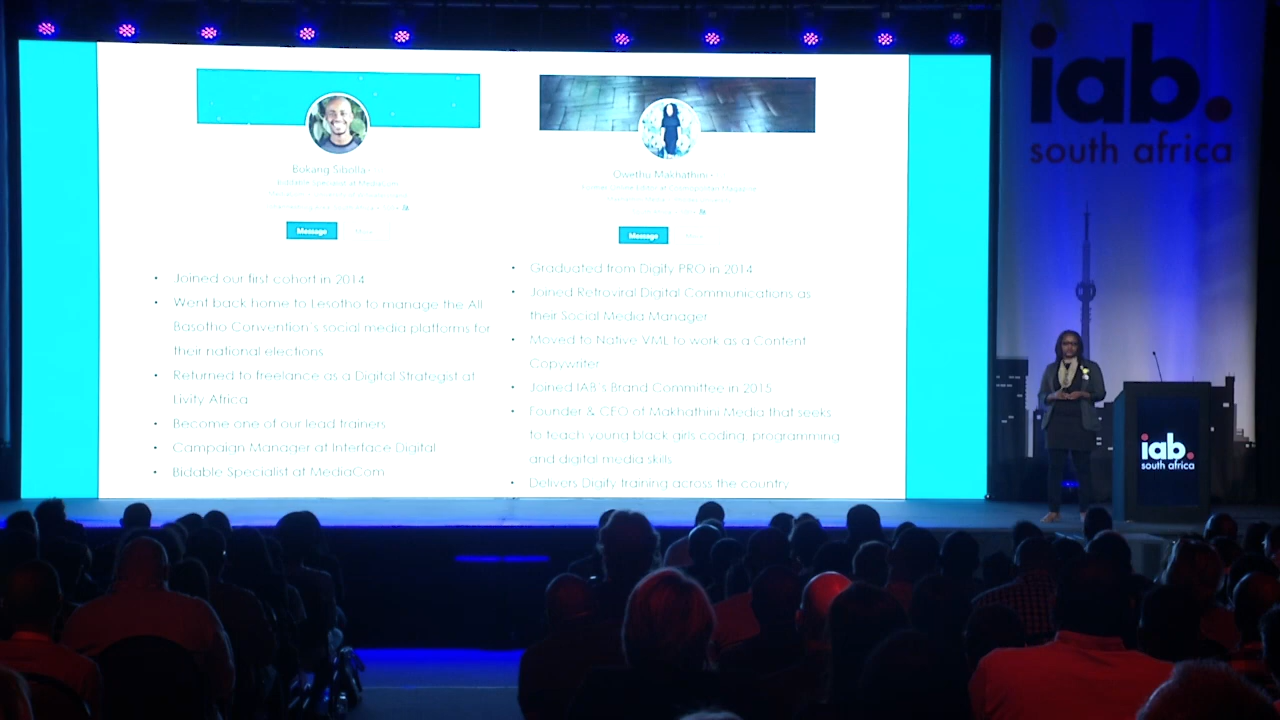 Bokang Sibolla
Message
• Joined our first cohort in 2014
• Went back home to Lesotho to manage the All
Basotho Convention's social media platforms for
their national elections
• Returned to freelance as a Digital Strategist at
Livity Africa
• Become one of our lead trainers
• Campaign Manager at Interface Digital
• Bidable Specialist at MediaCom
Owethu Makhathini
Message
• Graduated from Digify PRO in 2014
• Joined Retroviral Digital Communications as
their Social Media Manager
• Moved to Native VML to work as a Content
Copywriter
• Joined IAB's Brand Committee in 2015
• Founder & CEO of Makhathini Media that seeks
to teach young black girls coding, programming
and digital media skills
• Delivers Digify training across the country
iab.
south africa
iab.
south africa